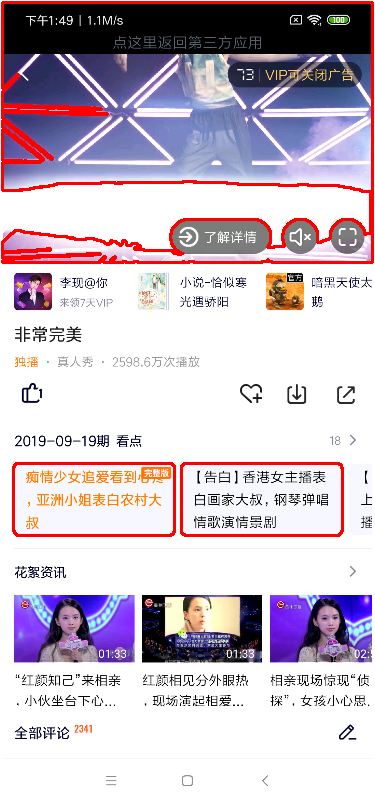 下午1:49 | 1.1M/s
100
点这里返回第三方应用
73 | VIP可关闭广告
了解详情
李现@你
来领7天VIP
小说-恰似寒
光遇骄阳
官方
暗黑天使太
鹅
非常完美
独播 · 真人秀 · 2598.6万次播放
1
2019-09-19期 看点
18
完整版
痴情少女追爱看到心疼
，亚洲小姐表白农村大
叔
【告白】香港女主播表
白画家大叔，钢琴弹唱
情歌演情景剧
【
上
花絮资讯
01:33
01:33
02:5
“红颜知己”来相亲
，小伙坐台下心...
红颜相见分外眼热
，现场演起相爱...
相亲现场惊现“侦
探”，女孩小心思...
全部评论 2341